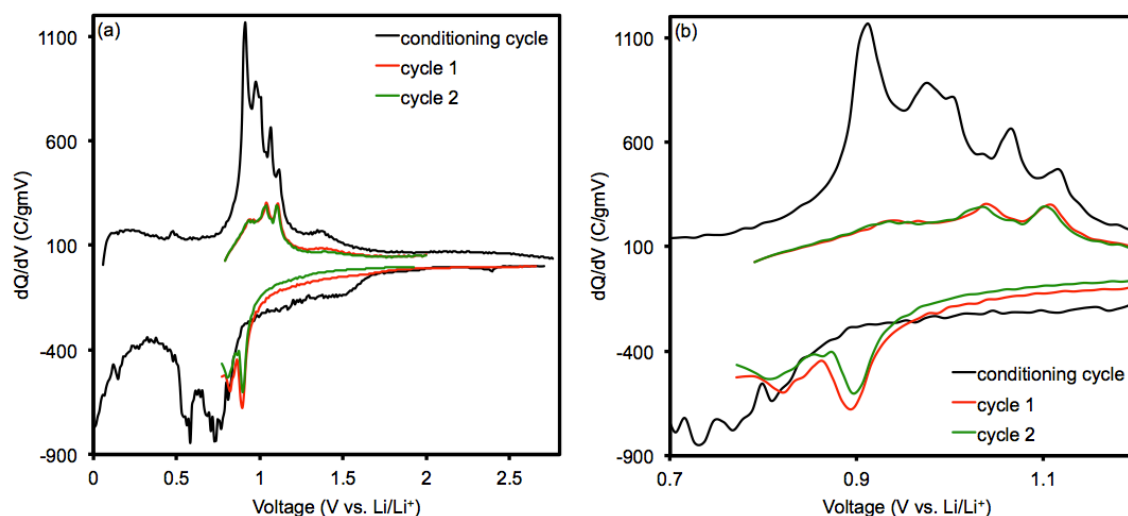 (a)
conditioning cycle
cycle 1
cycle 2
1100
600
100
-400
-900
dQ/dV (C/gmV)
0 0.5 1 1.5 2 2.5
Voltage (V vs. Li/Li⁺)
(b)
1100
600
100
-400
-900
dQ/dV (C/gmV)
conditioning cycle
cycle 1
cycle 2
0.7 0.9 1.1
Voltage (V vs. Li/Li⁺)